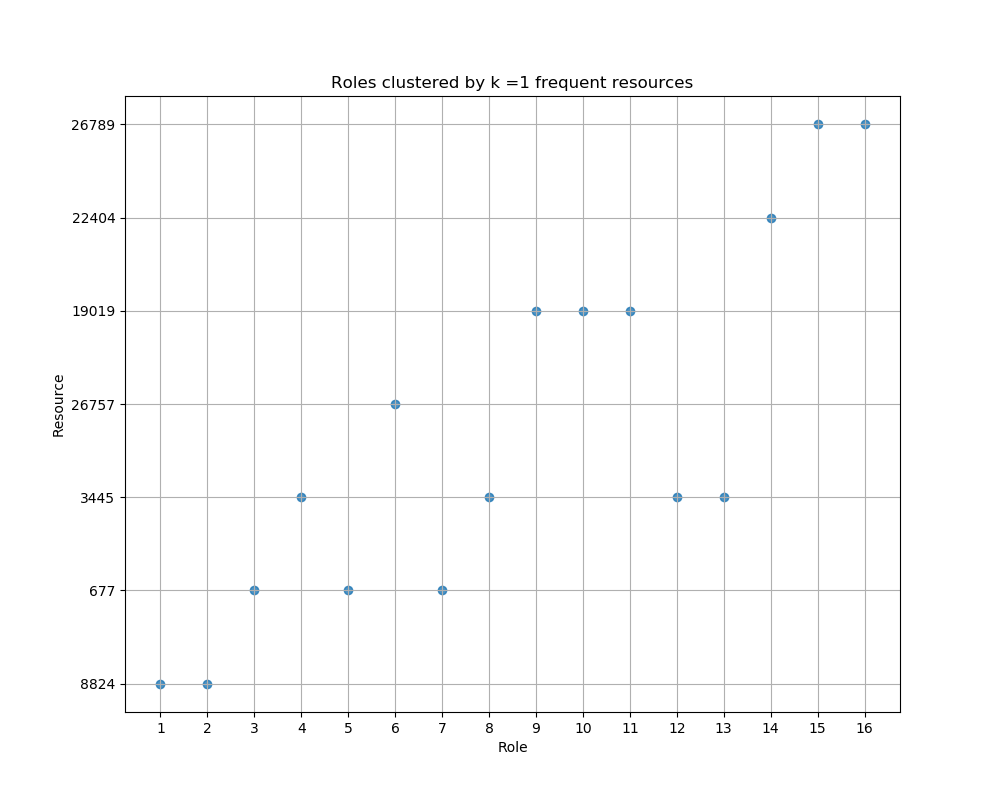 Roles clustered by k =1 frequent resources
26789
22404
19019
26757
3445
677
8824
Resource
1 2 3 4 5 6 7 8 9 10 11 12 13 14 15 16
Role